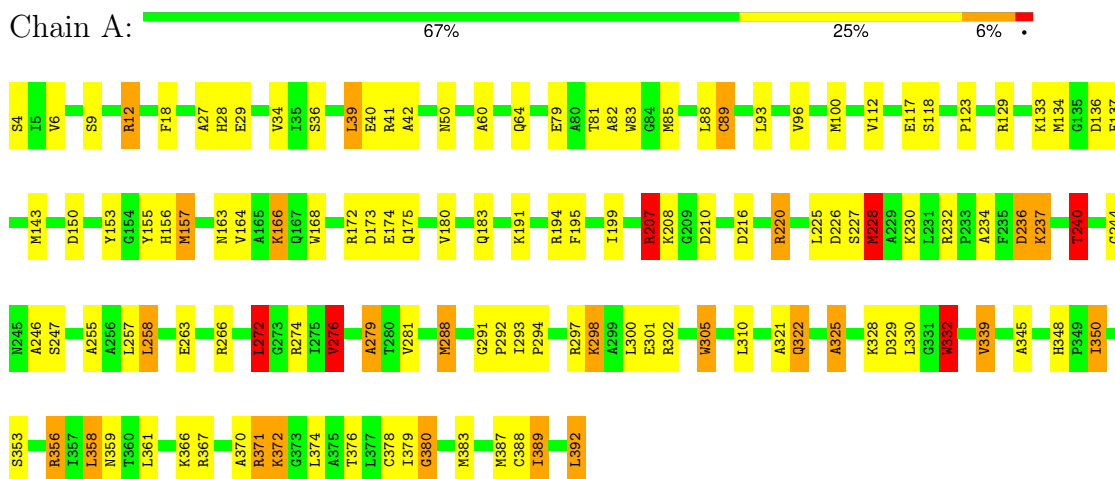 Chain A:
67% 25% 6% •
S4 I5 V6 S9 R12 F18 A27 H28 E29 V34 I35 S36 L39 E40 R41 A42 N50 A60 Q64 E79 A80 T81 A82 W83 G84 M85 L88 C89 L93 V96 M100 V112 E117 S118 P123 R129 K133 M134 G135 D136
M143 D150 Y153 G154 Y155 H156 M157 N163 V164 A165 K166 Q167 W168 R172 D173 E174 Q175 V180 Q183 K191 R194 F195 I199 R207 K208 G209 D210 D216 R220 L225 D226 S227 M228 A229 K230 L231 R232 P233 A234 F235 D236 K237 T240
N245 A246 S247 A255 A256 L257 L258 E263 R266 L272 G273 R274 I275 V276 A279 T280 V281 M288 G291 P292 I293 P294 R297 K298 A299 L300 E301 R302 W305 L310 A321 Q322 A325 K328 D329 L330 G331 W332 V339 A345 H348 P349 I350
S353 R356 I357 L358 N359 T360 L361 K366 R367 A370 R371 K372 G373 L374 A375 T376 L377 C378 I379 G380 M383 M387 C388 I389 L392